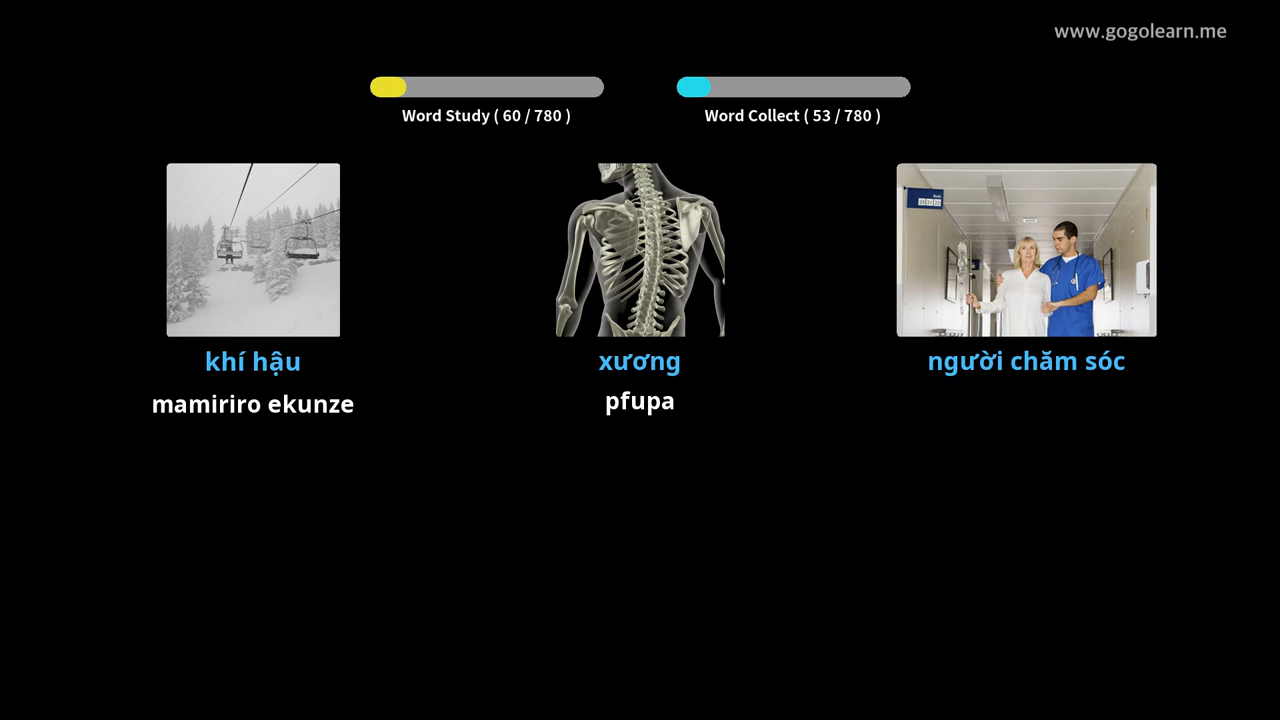 www.gogolearn.me
Word Study ( 60 / 780 )
Word Collect ( 53 / 780 )
khí hậu
mamiriro ekunze
xương
pfupa
người chăm sóc